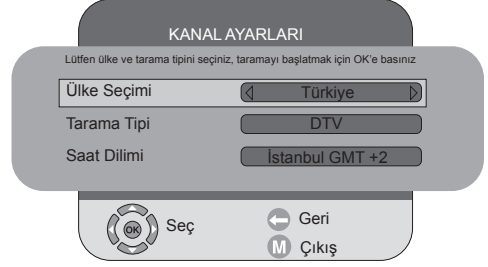 KANAL AYARLARI
Lütfen ülke ve tarama tipini seçiniz, taramayı başlatmak için OK'e basınız
Ülke Seçimi Türkiye
Tarama Tipi DTV
Saat Dilimi İstanbul GMT +2
OK Seç Geri
M Çıkış